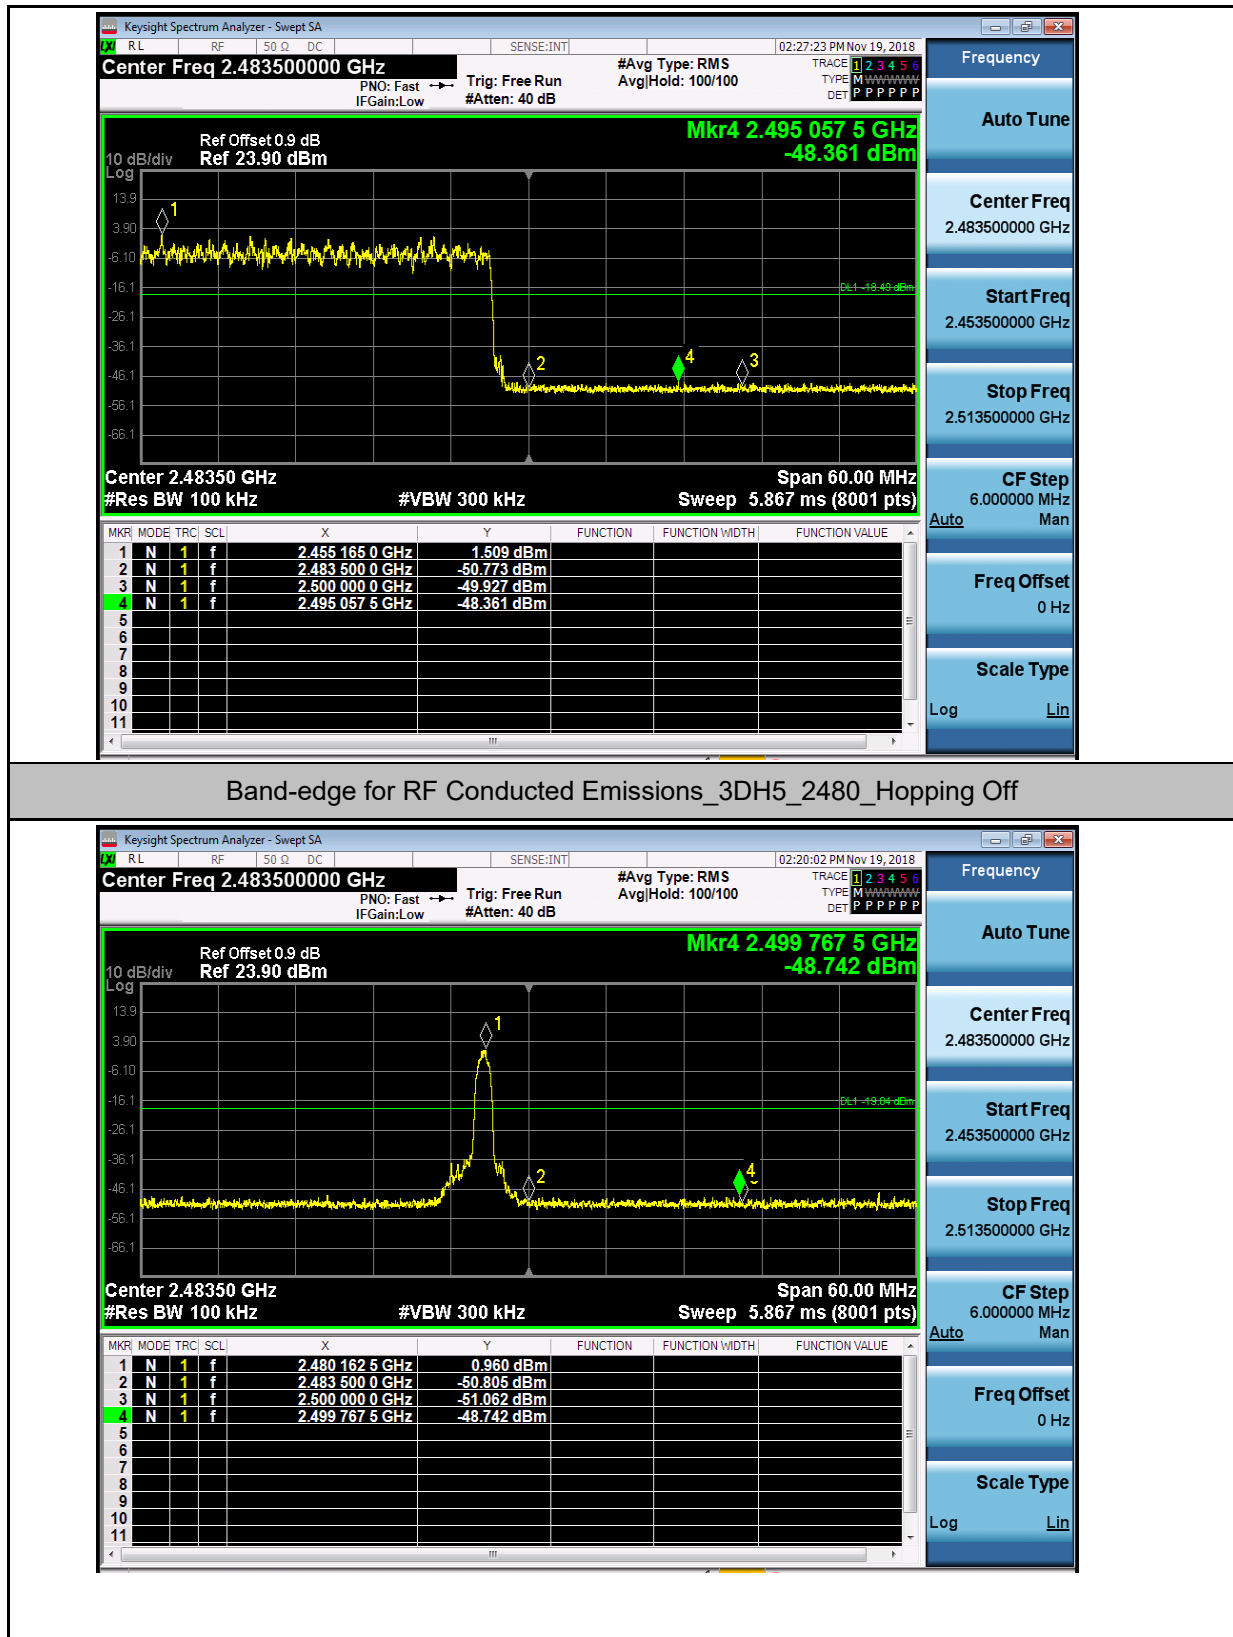 Keysight Spectrum Analyzer - Swept SA
LXI RL RF 50 Ω DC SENSE:INT 02:27:23 PM Nov 19, 2018
Center Freq 2.483500000 GHz
PNO: Fast
IFGain:Low
Trig: Free Run
#Atten: 40 dB
#Avg Type: RMS
Avg|Hold: 100/100
TRACE 1 2 3 4 5 6
TYPE M WWWWW
DET P P P P P P
Mkr4 2.495 057 5 GHz
-48.361 dBm
Ref Offset 0.9 dB
10 dB/div Ref 23.90 dBm
Log
13.9
3.90
-6.10
-16.1
-26.1
-36.1
-46.1
-56.1
-66.1
1
DL1 -18.49 dBm
2
4
3
Center 2.48350 GHz Span 60.00 MHz
#Res BW 100 kHz #VBW 300 kHz Sweep 5.867 ms (8001 pts)
MKR MODE TRC SCL X Y FUNCTION FUNCTION WIDTH FUNCTION VALUE
1 N 1 f 2.455 165 0 GHz 1.509 dBm
2 N 1 f 2.483 500 0 GHz -50.773 dBm
3 N 1 f 2.500 000 0 GHz -49.927 dBm
4 N 1 f 2.495 057 5 GHz -48.361 dBm
5
6
7
8
9
10
11
Frequency
Auto Tune
Center Freq
2.483500000 GHz
Start Freq
2.453500000 GHz
Stop Freq
2.513500000 GHz
CF Step
6.000000 MHz
Auto Man
Freq Offset
0 Hz
Scale Type
Log Lin
Band-edge for RF Conducted Emissions_3DH5_2480_Hopping Off
Keysight Spectrum Analyzer - Swept SA
LXI RL RF 50 Ω DC SENSE:INT 02:20:02 PM Nov 19, 2018
Center Freq 2.483500000 GHz
PNO: Fast
IFGain:Low
Trig: Free Run
#Atten: 40 dB
#Avg Type: RMS
Avg|Hold: 100/100
TRACE 1 2 3 4 5 6
TYPE M WWWWW
DET P P P P P P
Mkr4 2.499 767 5 GHz
-48.742 dBm
Ref Offset 0.9 dB
10 dB/div Ref 23.90 dBm
Log
13.9
3.90
-6.10
-16.1
-26.1
-36.1
-46.1
-56.1
-66.1
1
DL1 -19.04 dBm
2
4
Center 2.48350 GHz Span 60.00 MHz
#Res BW 100 kHz #VBW 300 kHz Sweep 5.867 ms (8001 pts)
MKR MODE TRC SCL X Y FUNCTION FUNCTION WIDTH FUNCTION VALUE
1 N 1 f 2.480 162 5 GHz 0.960 dBm
2 N 1 f 2.483 500 0 GHz -50.805 dBm
3 N 1 f 2.500 000 0 GHz -51.062 dBm
4 N 1 f 2.499 767 5 GHz -48.742 dBm
5
6
7
8
9
10
11
Frequency
Auto Tune
Center Freq
2.483500000 GHz
Start Freq
2.453500000 GHz
Stop Freq
2.513500000 GHz
CF Step
6.000000 MHz
Auto Man
Freq Offset
0 Hz
Scale Type
Log Lin